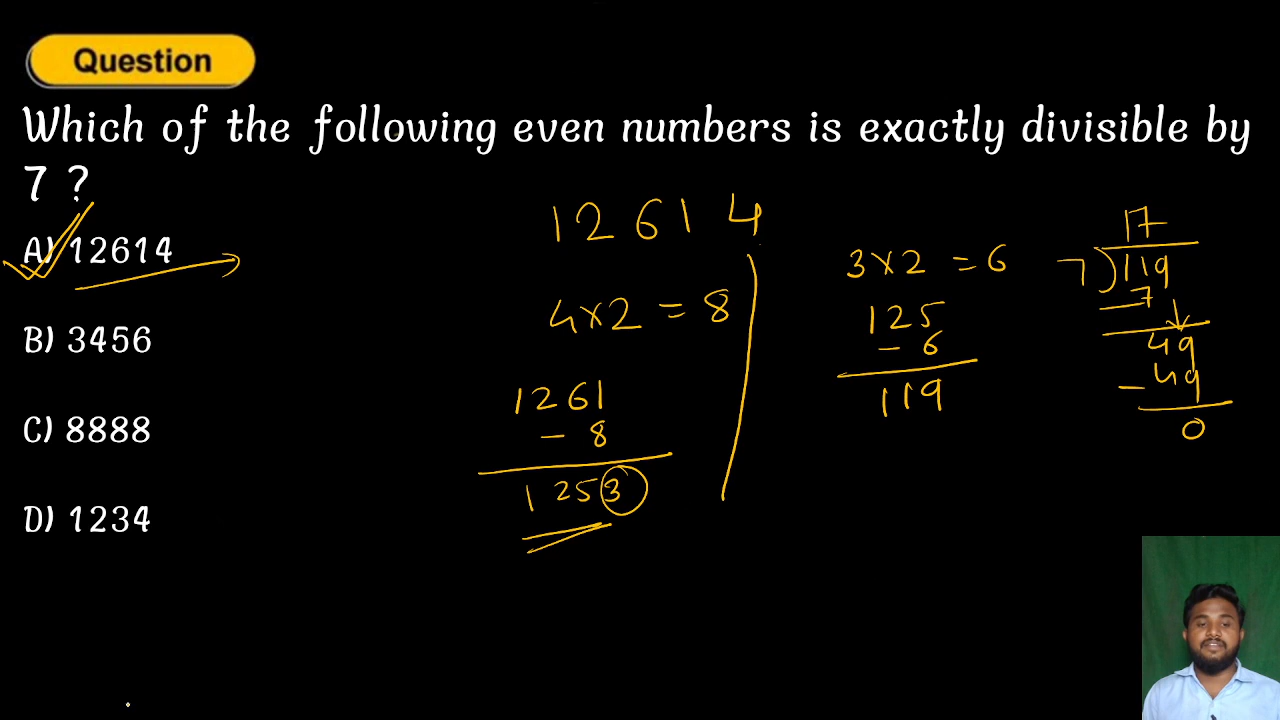 Question
Which of the following even numbers is exactly divisible by
7 ?
A) 12614
B) 3456
C) 8888
D) 1234
12614
4x2 = 8
1261
- 8
1253
3x2 = 6
125
- 6
119
17
7)119
- 7
49
- 49
0